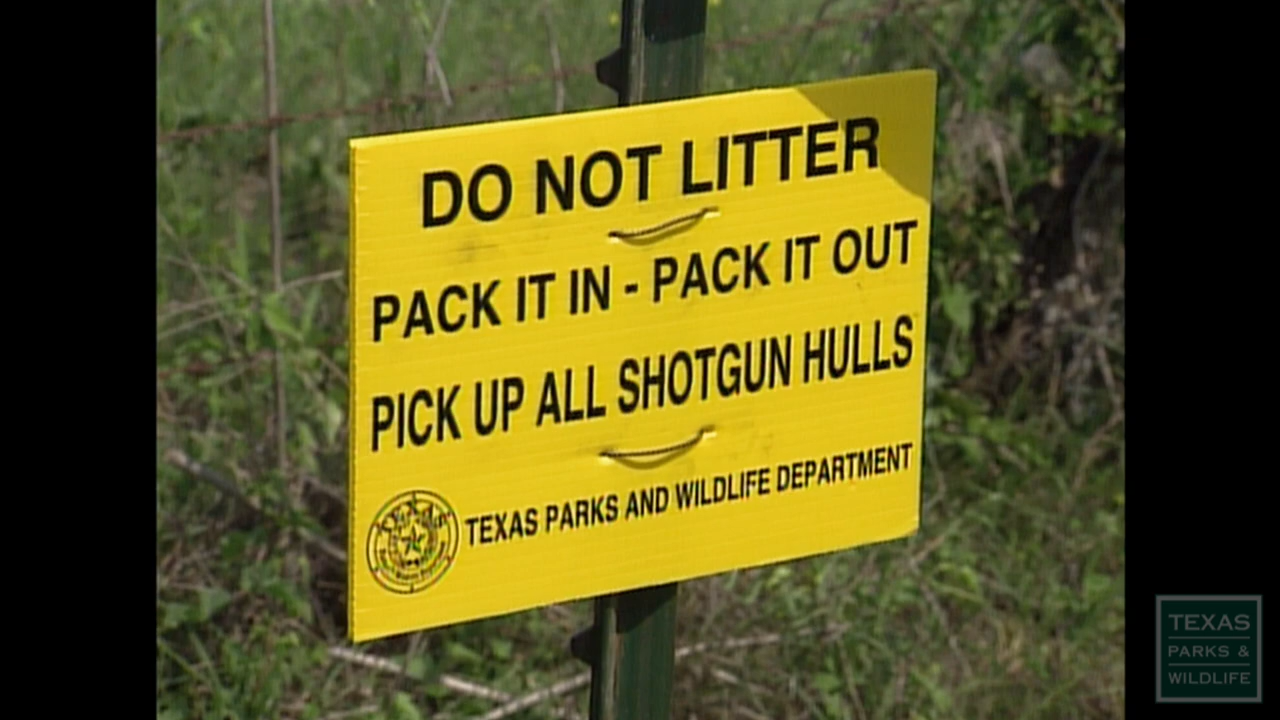 DO NOT LITTER
PACK IT IN - PACK IT OUT
PICK UP ALL SHOTGUN HULLS
TEXAS PARKS AND WILDLIFE DEPARTMENT
TEXAS
TEXAS
PARKS &
WILDLIFE